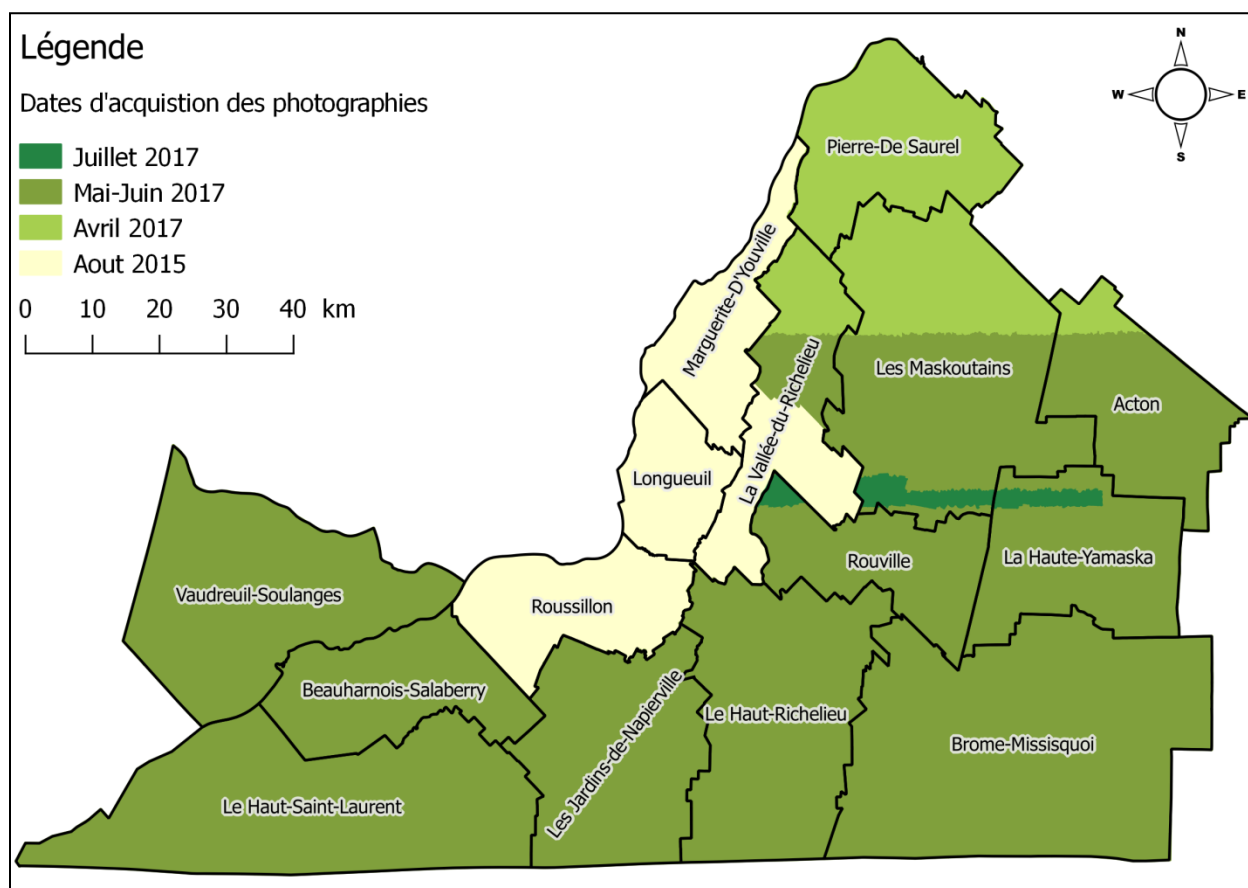 Légende
Dates d'acquistion des photographies
Juillet 2017
Mai-Juin 2017
Avril 2017
Aout 2015
0 10 20 30 40 km
N
W E
S
Pierre-De Saurel
Marguerite-D'Youville
La Vallée-du-Richelieu
Les Maskoutains
Acton
Longueuil
Rouville
La Haute-Yamaska
Vaudreuil-Soulanges
Roussillon
Beauharnois-Salaberry
Les Jardins-de-Napierville
Le Haut-Richelieu
Brome-Missisquoi
Le Haut-Saint-Laurent